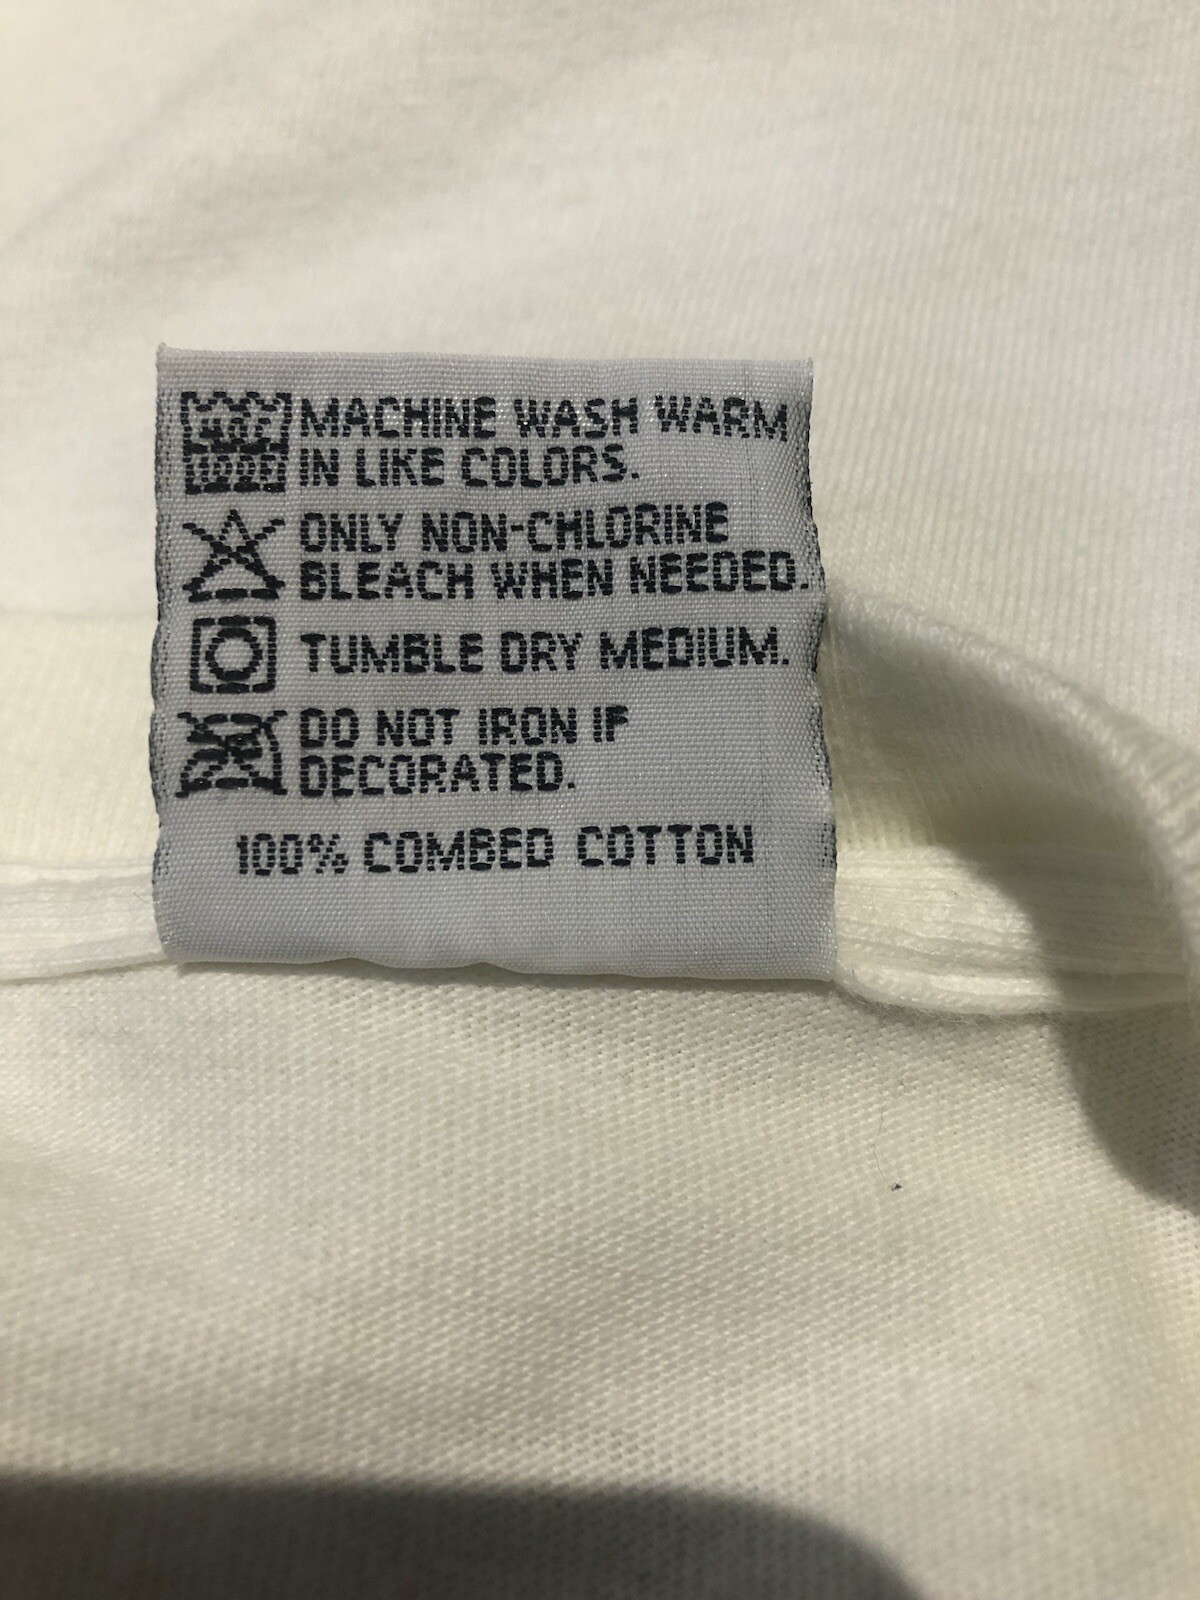 MACHINE WASH WARM
IN LIKE COLORS.
ONLY NON-CHLORINE
BLEACH WHEN NEEDED.
TUMBLE DRY MEDIUM.
DO NOT IRON IF
DECORATED.
100% COMBED COTTON